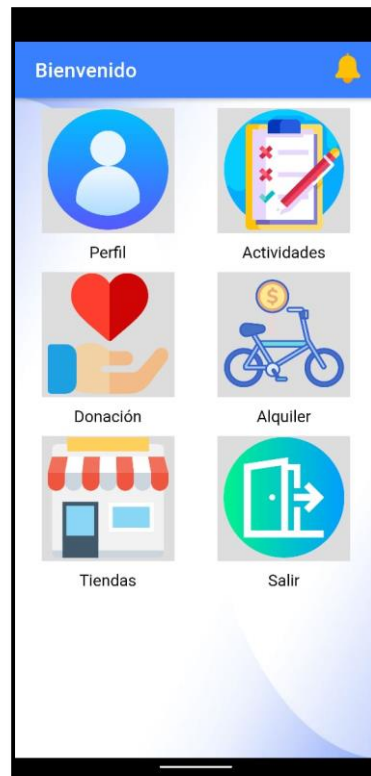 Bienvenido
Perfil
Actividades
Donación
Alquiler
Tiendas
Salir